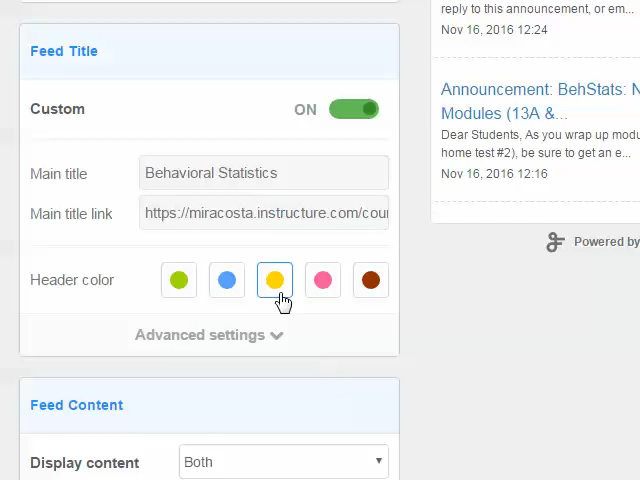 reply to this announcement, or em...
Nov 16, 2016 12:24
Feed Title
Custom
ON
Announcement: BehStats: N
Modules (13A &...
Dear Students, As you wrap up modu
home test #2), be sure to get an e...
Nov 16, 2016 12:16
Main title
Behavioral Statistics
Main title link
https://miracosta.instructure.com/cour
Powered by
Header color
Advanced settings
Feed Content
Display content
Both